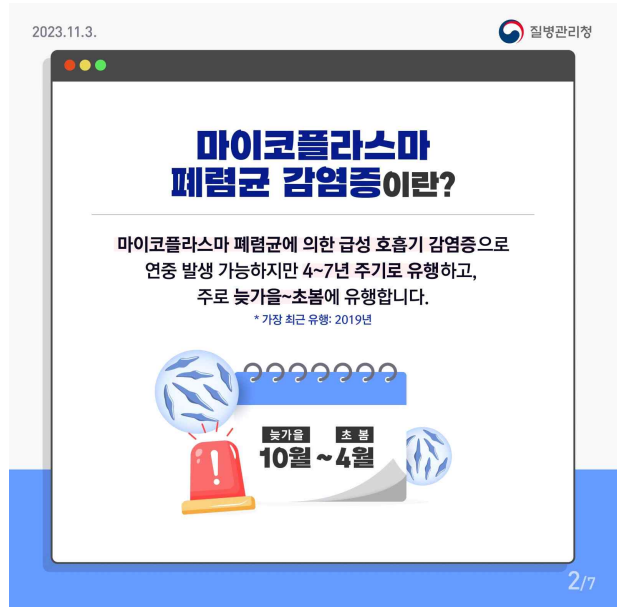 2023.11.3.
질병관리청
마이코플라스마
폐렴균 감염증이란?
마이코플라스마 폐렴균에 의한 급성 호흡기 감염증으로
연중 발생 가능하지만 4~7년 주기로 유행하고,
주로 늦가을~초봄에 유행합니다.
* 가장 최근 유행: 2019년
늦가을 초 봄
10월 ~ 4월
2/7